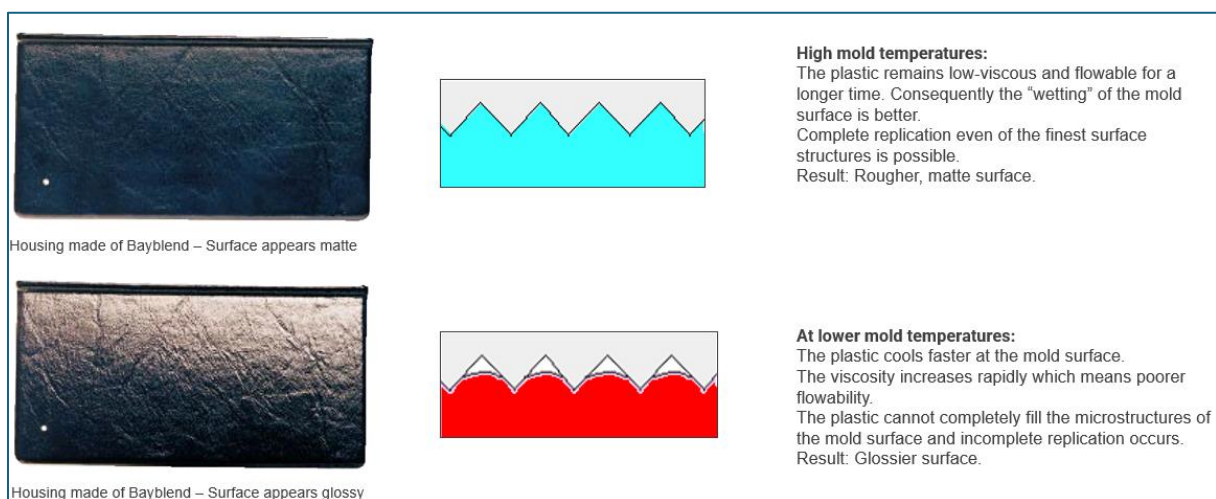 High mold temperatures:
The plastic remains low-viscous and flowable for a
longer time. Consequently the “wetting” of the mold
surface is better.
Complete replication even of the finest surface
structures is possible.
Result: Rougher, matte surface.
Housing made of Bayblend – Surface appears matte
At lower mold temperatures:
The plastic cools faster at the mold surface.
The viscosity increases rapidly which means poorer
flowability.
The plastic cannot completely fill the microstructures of
the mold surface and incomplete replication occurs.
Result: Glossier surface.
Housing made of Bayblend – Surface appears glossy